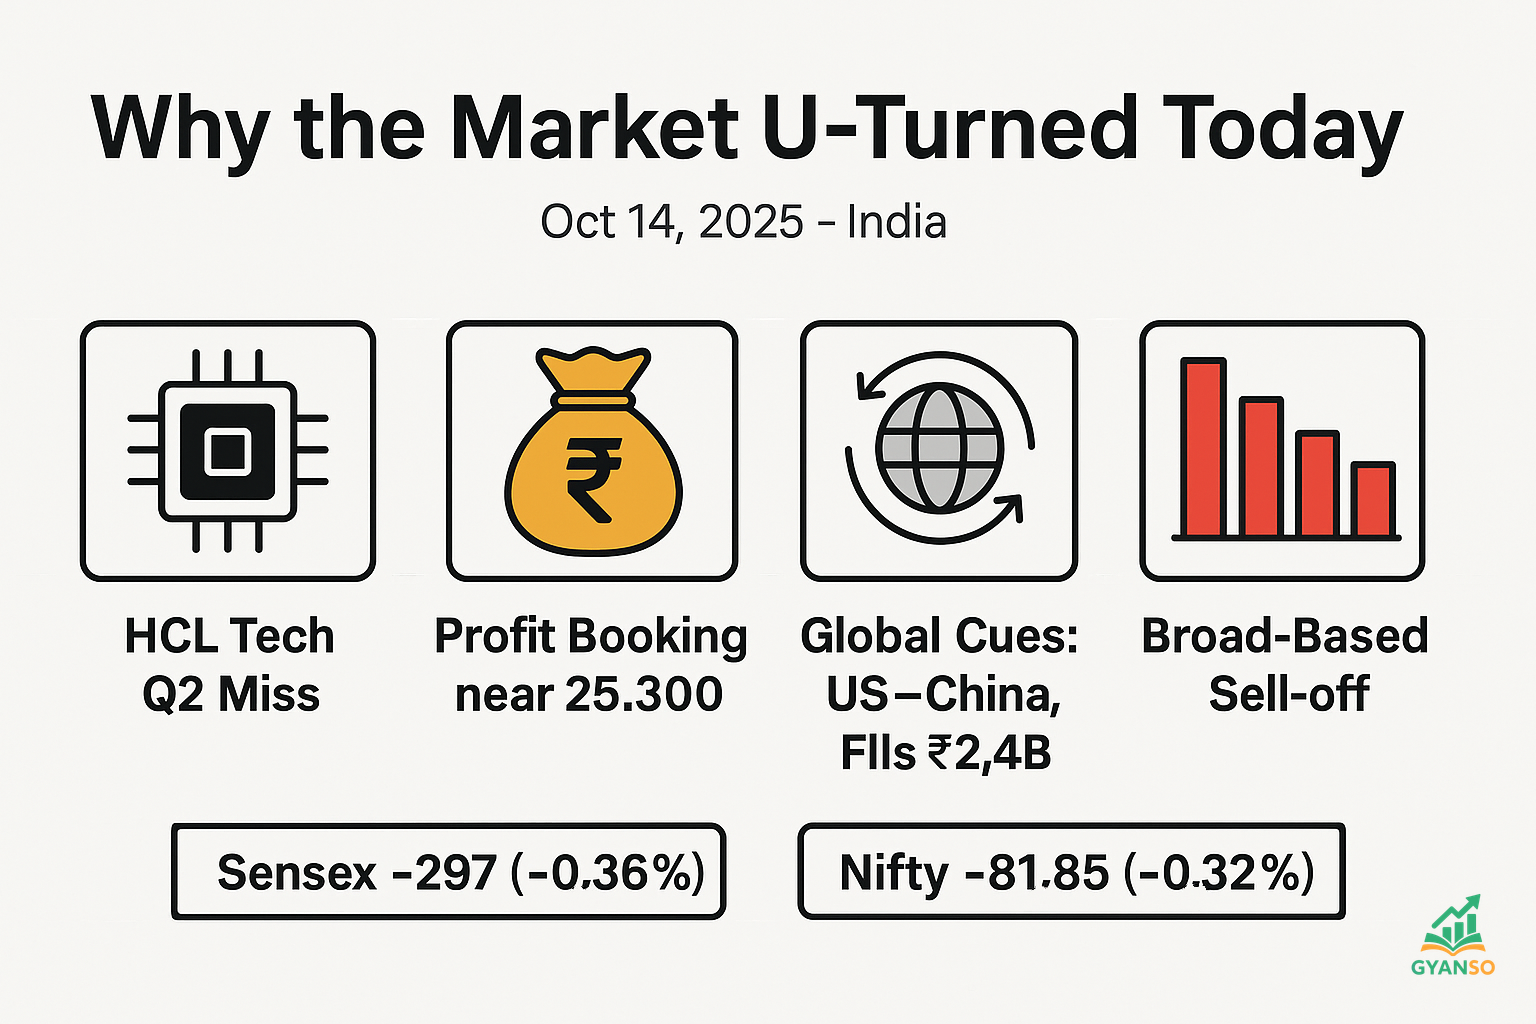 Why the Market U-Turned Today
Oct 14, 2025 – India
HCL Tech
Q2 Miss
Profit Booking
near 25.300
Global Cues:
US–China,
FIIs ₹2,4B
Broad-Based
Sell-off
Sensex -297 (-0.36%)
Nifty -81.85 (-0.32%)
GYANSO